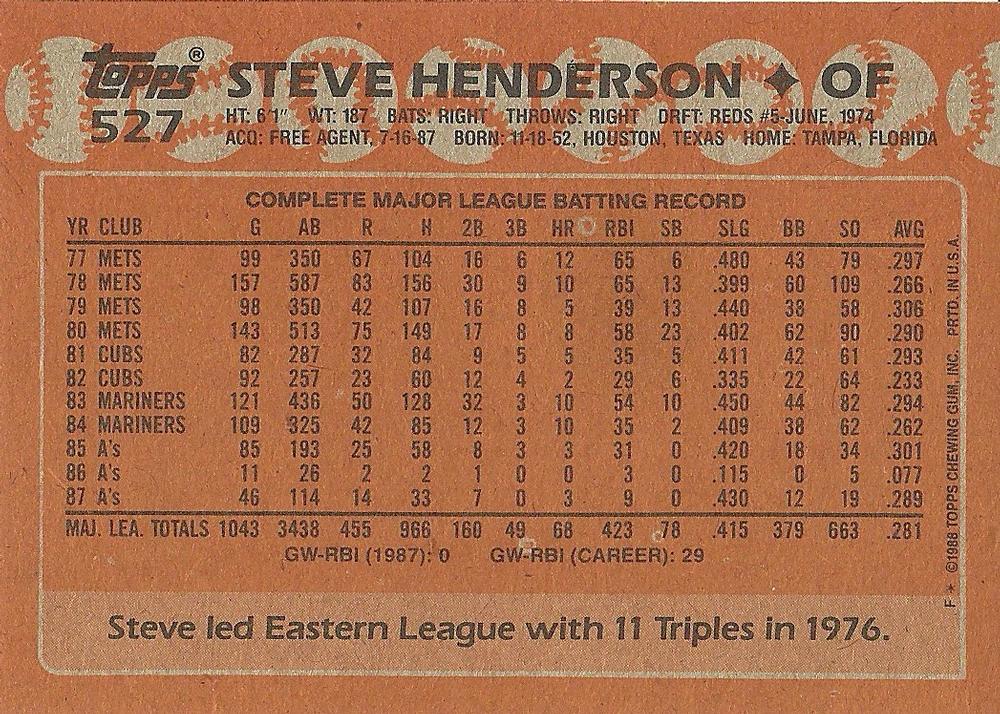 Topps® STEVE HENDERSON ✦ OF
527 HT: 6'1" WT: 187 BATS: RIGHT THROWS: RIGHT DRFT: REDS #5-JUNE, 1974
ACQ: FREE AGENT, 7-16-87 BORN: 11-18-52, HOUSTON, TEXAS HOME: TAMPA, FLORIDA
COMPLETE MAJOR LEAGUE BATTING RECORD
YR CLUB G AB R H 2B 3B HR RBI SB SLG BB SO AVG
77 METS 99 350 67 104 16 6 12 65 6 .480 43 79 .297
78 METS 157 587 83 156 30 9 10 65 13 .399 60 109 .266
79 METS 98 350 42 107 16 8 5 39 13 .440 38 58 .306
80 METS 143 513 75 149 17 8 8 58 23 .402 62 90 .290
81 CUBS 82 287 32 84 9 5 5 35 5 .411 42 61 .293
82 CUBS 92 257 23 60 12 4 2 29 6 .335 22 64 .233
83 MARINERS 121 436 50 128 32 3 10 54 10 .450 44 82 .294
84 MARINERS 109 325 42 85 12 3 10 35 2 .409 38 62 .262
85 A's 85 193 25 58 8 3 3 31 0 .420 18 34 .301
86 A's 11 26 2 2 1 0 0 3 0 .115 0 5 .077
87 A's 46 114 14 33 7 0 3 9 0 .430 12 19 .289
MAJ. LEA. TOTALS 1043 3438 455 966 160 49 68 423 78 .415 379 663 .281
GW-RBI (1987): 0 GW-RBI (CAREER): 29
Steve led Eastern League with 11 Triples in 1976.
F ✶ ©1988 TOPPS CHEWING GUM, INC. PRTD. IN U.S.A.